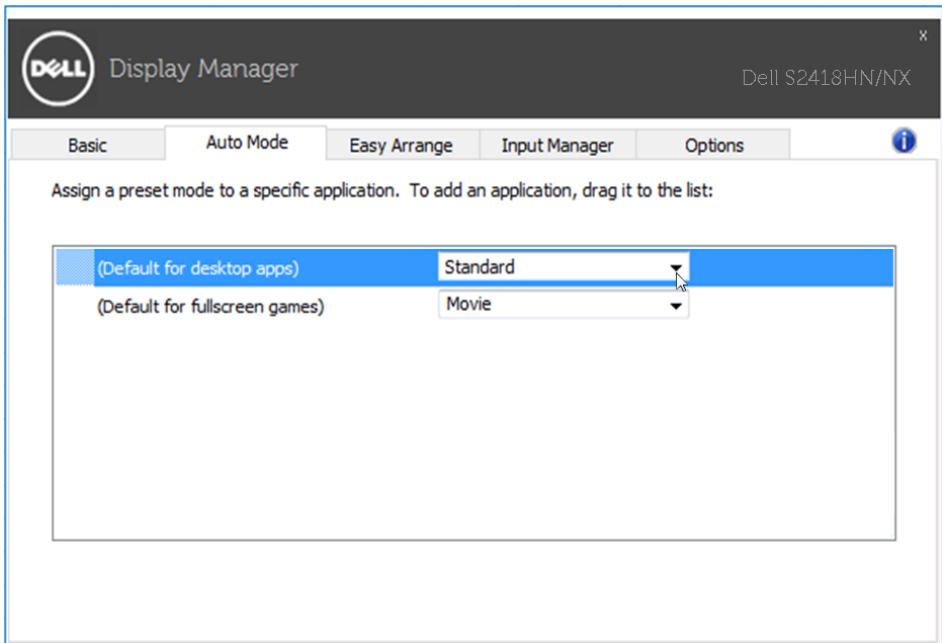 x
DELL Display Manager
Dell S2418HN/NX
Basic Auto Mode Easy Arrange Input Manager Options i
Assign a preset mode to a specific application. To add an application, drag it to the list:
(Default for desktop apps) Standard
(Default for fullscreen games) Movie